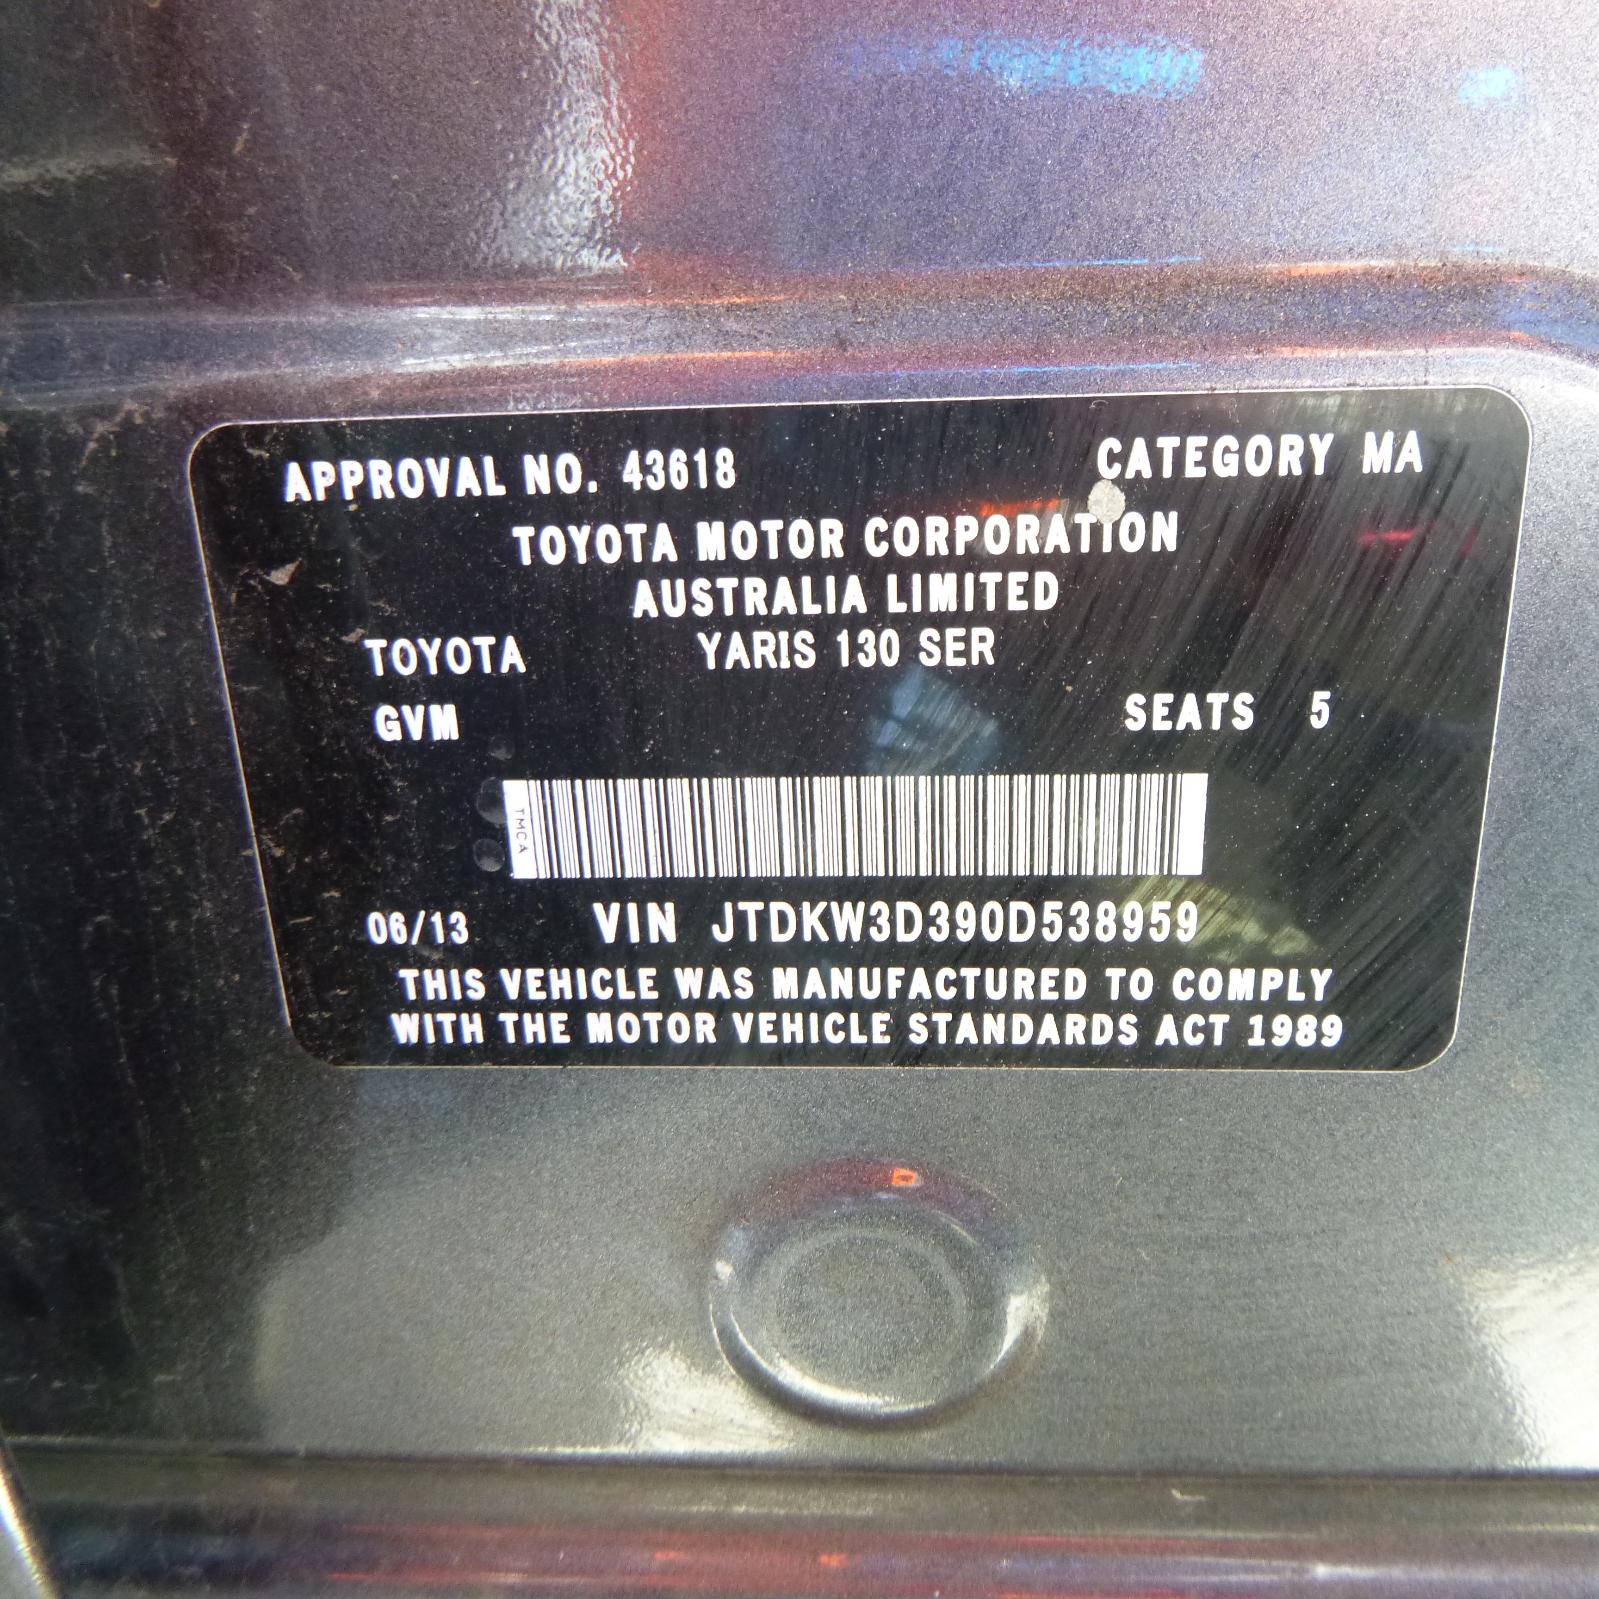 APPROVAL NO. 43618 CATEGORY MA
TOYOTA MOTOR CORPORATION
AUSTRALIA LIMITED
TOYOTA YARIS 130 SER
GVM SEATS 5
TMCA
06/13 VIN JTDKW3D390D538959
THIS VEHICLE WAS MANUFACTURED TO COMPLY
WITH THE MOTOR VEHICLE STANDARDS ACT 1989